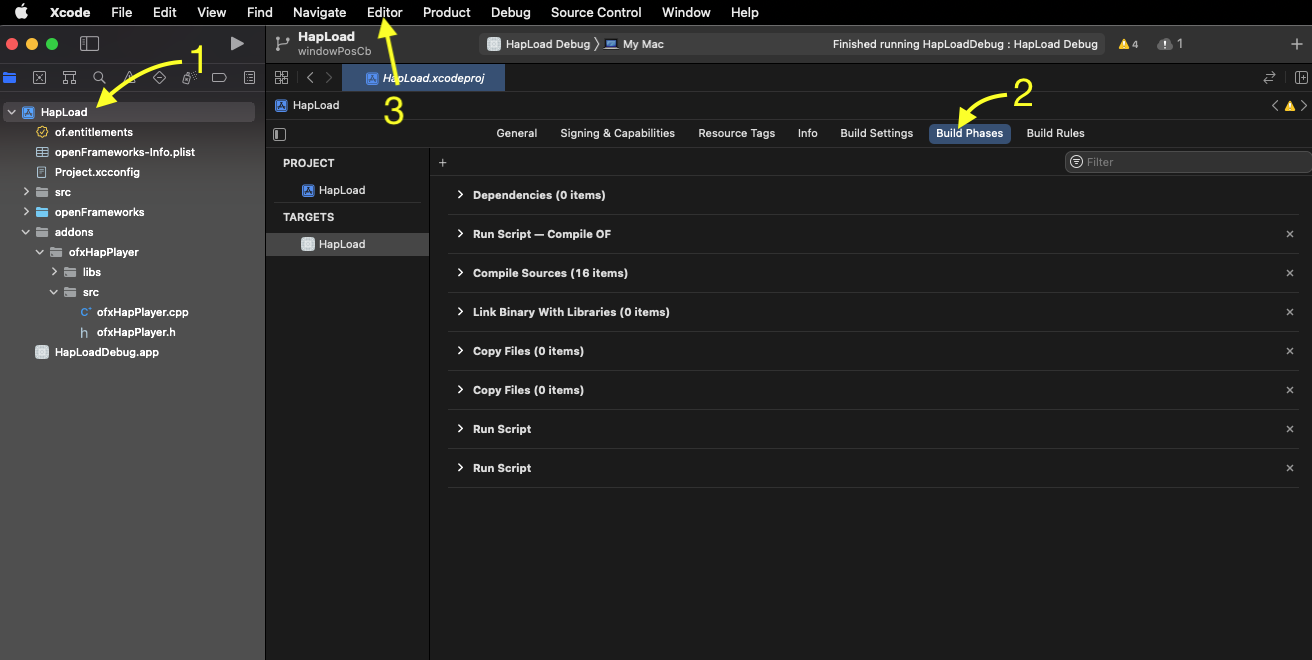 Xcode File Edit View Find Navigate Editor Product Debug Source Control Window Help
HapLoad
windowPosCb
HapLoad Debug My Mac
Finished running HapLoadDebug : HapLoad Debug
4
1
1
HapLoad
of.entitlements
openFrameworks-Info.plist
Project.xcconfig
src
openFrameworks
addons
ofxHapPlayer
libs
src
ofxHapPlayer.cpp
ofxHapPlayer.h
HapLoadDebug.app
HapLoad.xcodeproj
3
HapLoad
2
General Signing & Capabilities Resource Tags Info Build Settings Build Phases Build Rules
PROJECT
HapLoad
TARGETS
HapLoad
Filter
Dependencies (0 items)
Run Script — Compile OF
Compile Sources (16 items)
Link Binary With Libraries (0 items)
Copy Files (0 items)
Copy Files (0 items)
Run Script
Run Script